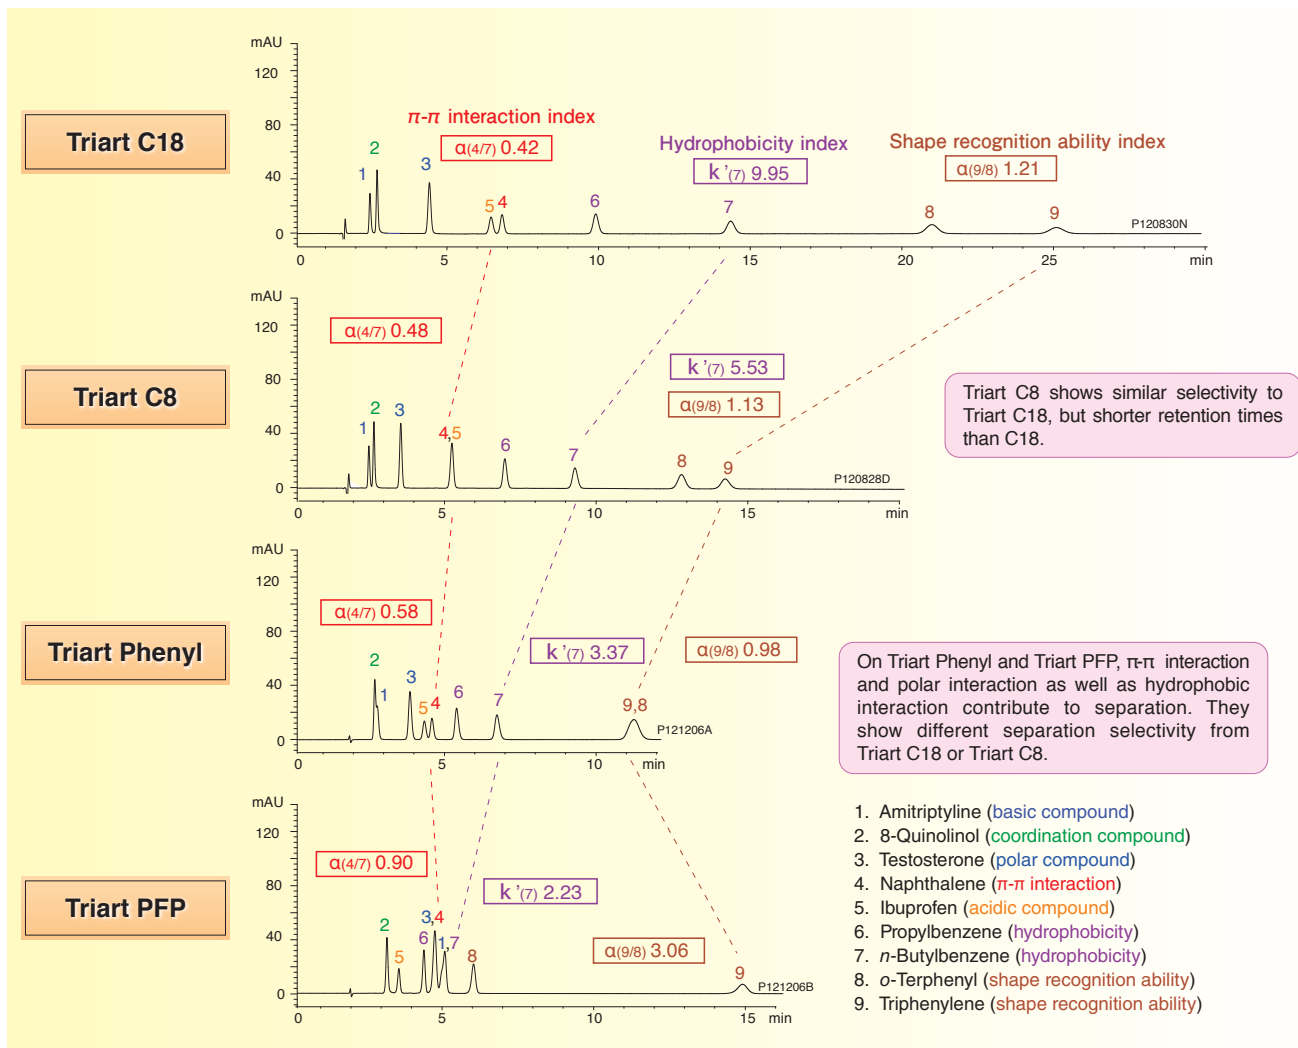 Triart C18
mAU
120
80
40
0
π-π interaction index
α(4/7) 0.42
Hydrophobicity index
k '(7) 9.95
Shape recognition ability index
α(9/8) 1.21
1
2
3
5
4
6
7
8
9
P120830N
0
5
10
15
20
25
min
Triart C8
mAU
120
80
40
0
α(4/7) 0.48
k '(7) 5.53
α(9/8) 1.13
1
2
3
4,5
6
7
8
9
P120828D
0
5
10
15
min
Triart C8 shows similar selectivity to
Triart C18, but shorter retention times
than C18.
Triart Phenyl
mAU
120
80
40
0
α(4/7) 0.58
k '(7) 3.37
α(9/8) 0.98
2
1
3
5
4
6
7
9,8
P121206A
0
5
10
min
On Triart Phenyl and Triart PFP, π-π interaction
and polar interaction as well as hydrophobic
interaction contribute to separation. They
show different separation selectivity from
Triart C18 or Triart C8.
Triart PFP
mAU
120
80
40
0
α(4/7) 0.90
k '(7) 2.23
α(9/8) 3.06
2
5
6
3,4
1,7
8
9
P121206B
0
5
10
15
min
1. Amitriptyline (basic compound)
2. 8-Quinolinol (coordination compound)
3. Testosterone (polar compound)
4. Naphthalene (π-π interaction)
5. Ibuprofen (acidic compound)
6. Propylbenzene (hydrophobicity)
7. n-Butylbenzene (hydrophobicity)
8. o-Terphenyl (shape recognition ability)
9. Triphenylene (shape recognition ability)